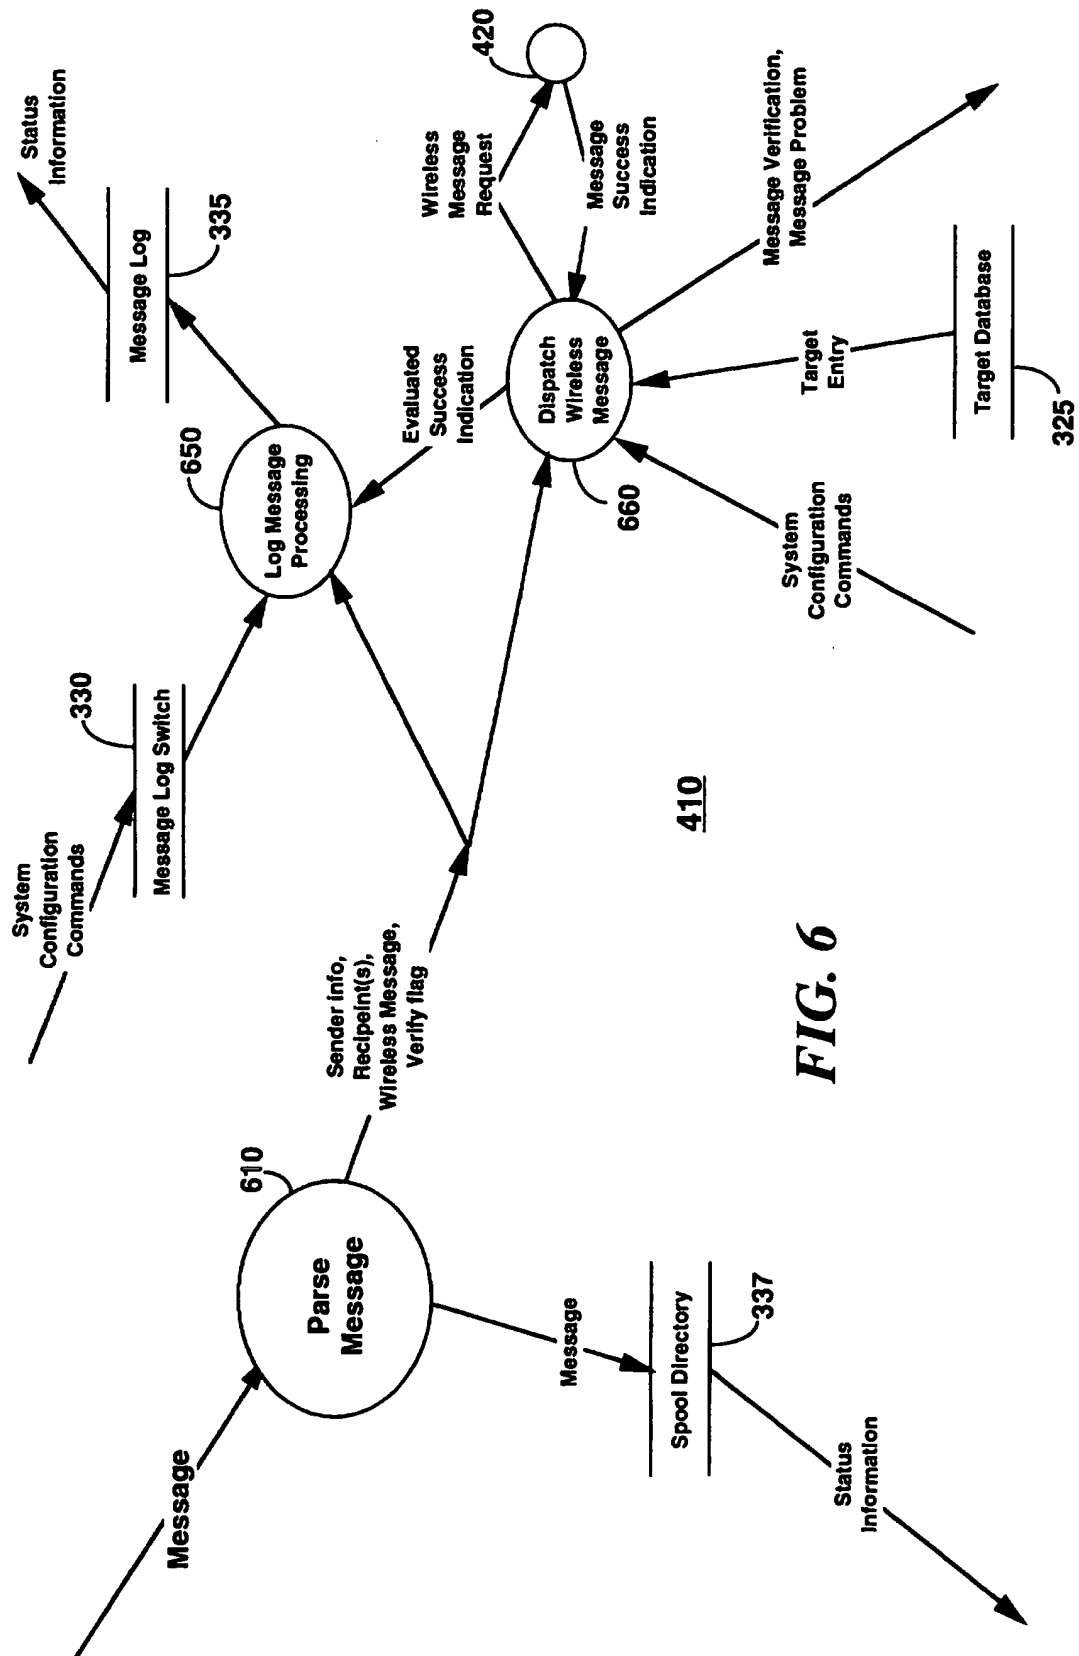 Message
610
Parse
Message
Message
Spool Directory
337
Status
Information
Sender info,
Recipeint(s),
Wireless Message,
Verify flag
System
Configuration
Commands
330
Message Log Switch
650
Log Message
Processing
Message Log
335
Status
Information
Evaluated
Success
Indication
Dispatch
Wireless
Message
660
Wireless
Message
Request
420
Message
Success
Indication
Message Verification,
Message Problem
Target
Entry
Target Database
325
System
Configuration
Commands
410
FIG. 6